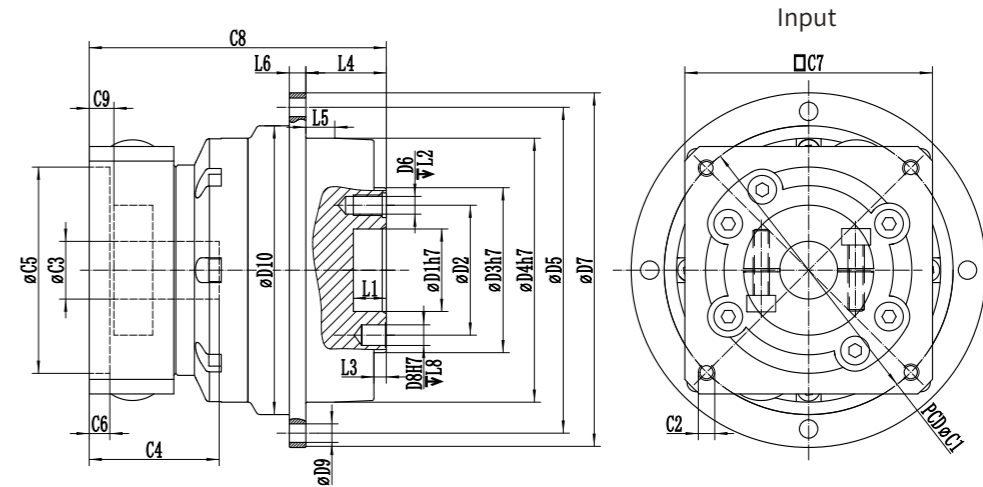 Input
C8
L6
L4
□C7
C9
L5
D6
↧L2
øC5
øC3
øD10
L1
øD1h7
øD2
øD3h7
øD4h7
øD5
øD7
L3
D8H7
↧L8
C6
C4
øD9
C2
PCDøC1